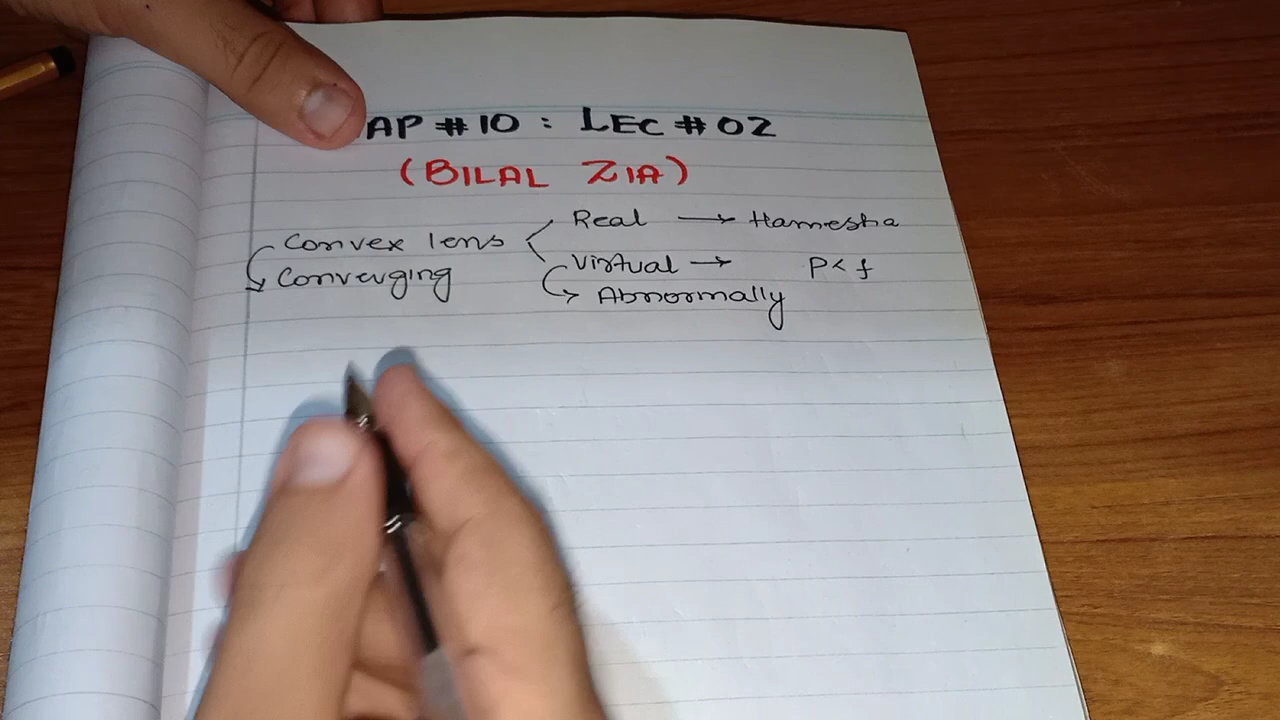 AP # 10 : LEC # 02
(BILAL ZIA)
Convex lens
Converging
Real → Hamesha
Virtual → P < f
Abnormally